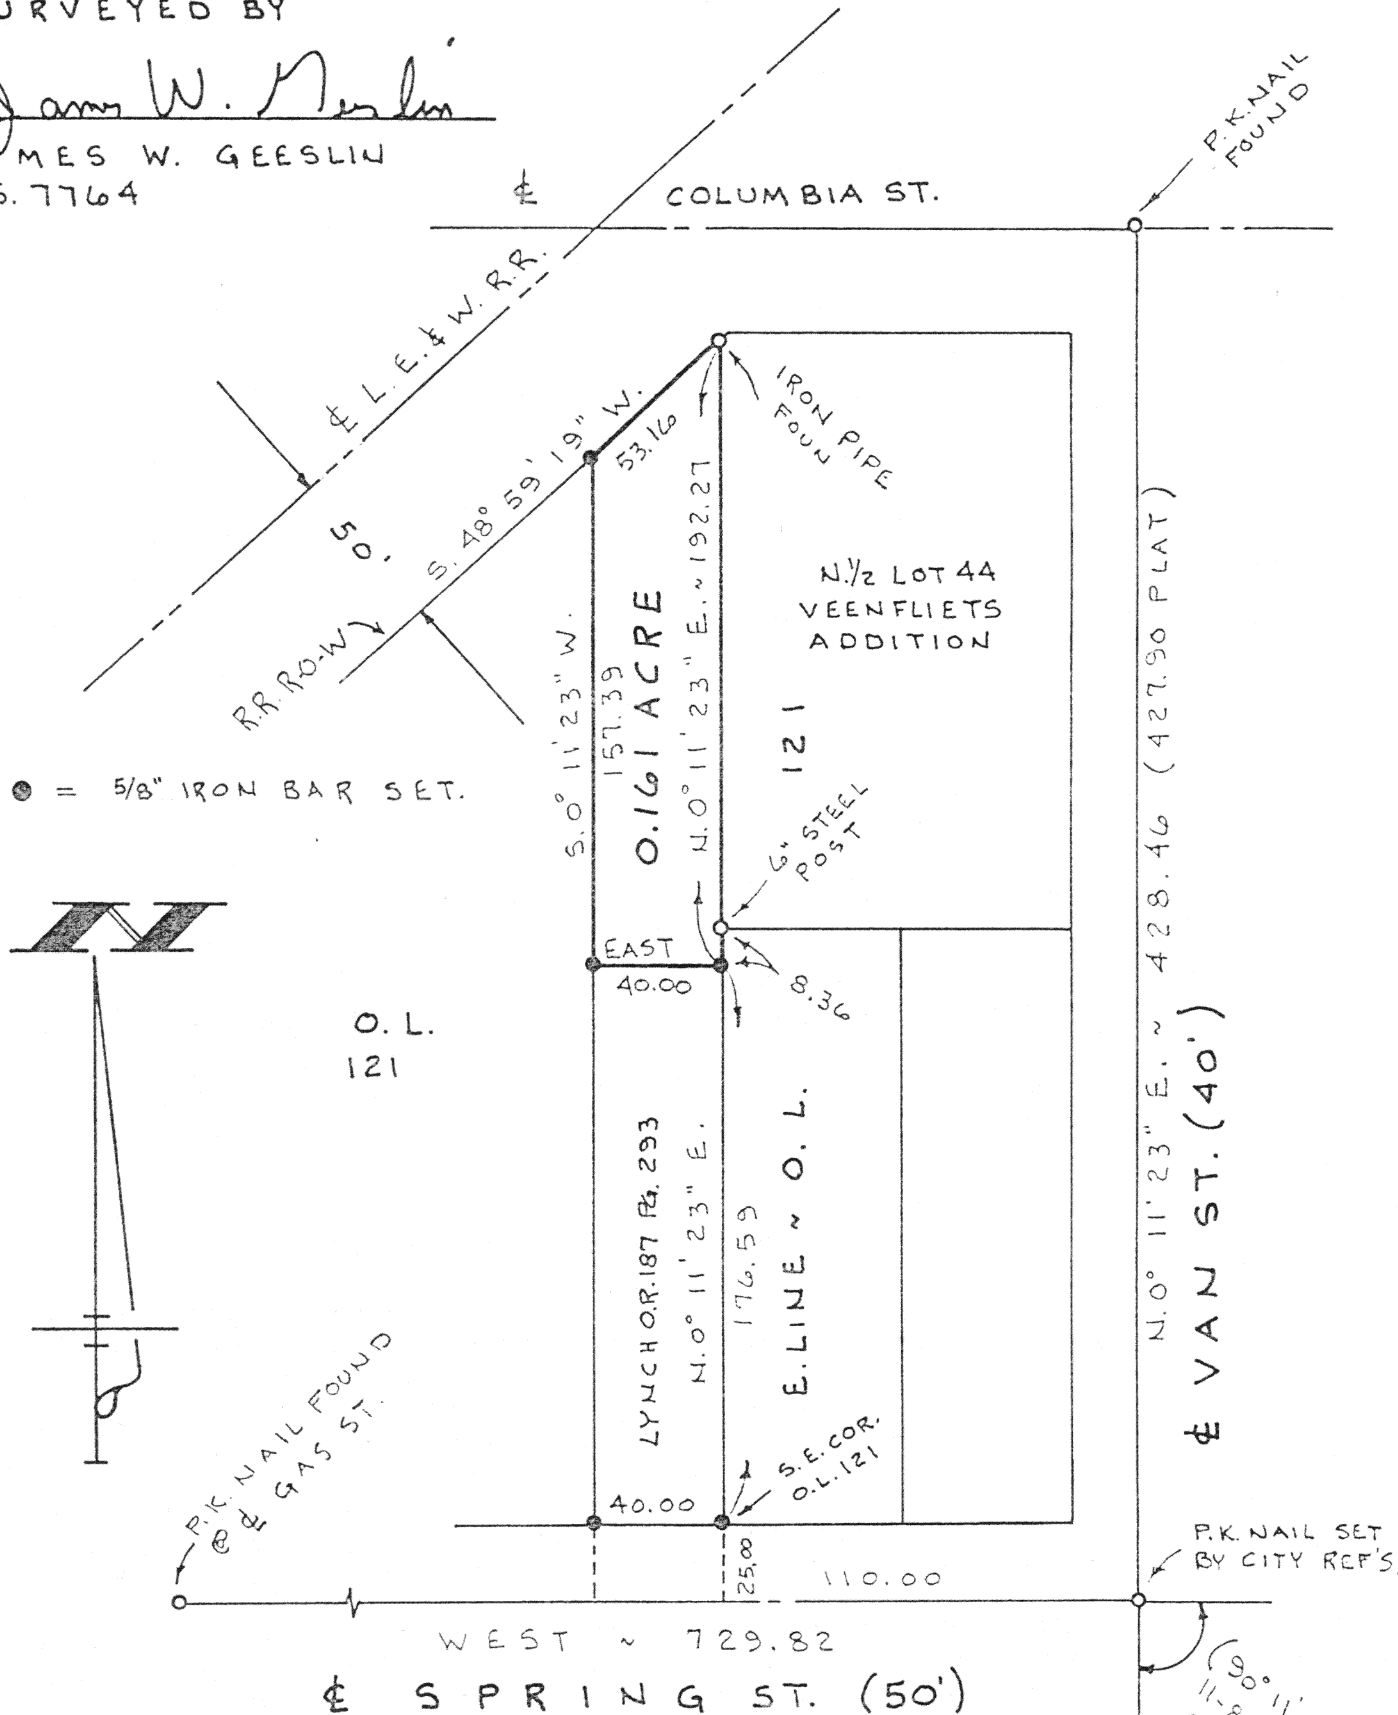 SURVEYED BY
James W. Geeslin
MES W. GEESLIN
S. 7764
℄ COLUMBIA ST.
P.K. NAIL
FOUND
℄ L. E. & W. R.R.
50'
S. 48° 59' 19" W.
53.16
R.R. R-O-W
IRON PIPE
FOUN
N. 1/2 LOT 44
VEENFLIETS
ADDITION
121
S. 0° 11' 23" W.
157.39
0.161 ACRE
N. 0° 11' 23" E. ~ 192.27
● = 5/8" IRON BAR SET.
6" STEEL
POST
8.36
EAST
40.00
N
O. L.
121
LYNCH O.R. 187 PG. 293
N. 0° 11' 23" E.
176.59
E. LINE ~ O. L.
N. 0° 11' 23" E. ~ 428.46 (427.90 PLAT)
℄ VAN ST. (40')
S. E. COR.
O.L. 121
40.00
25.00
110.00
P.K. NAIL FOUND
@ ℄ GAS ST.
P.K. NAIL SET
BY CITY REF'S.
WEST ~ 729.82
℄ SPRING ST. (50')
(90° 11'